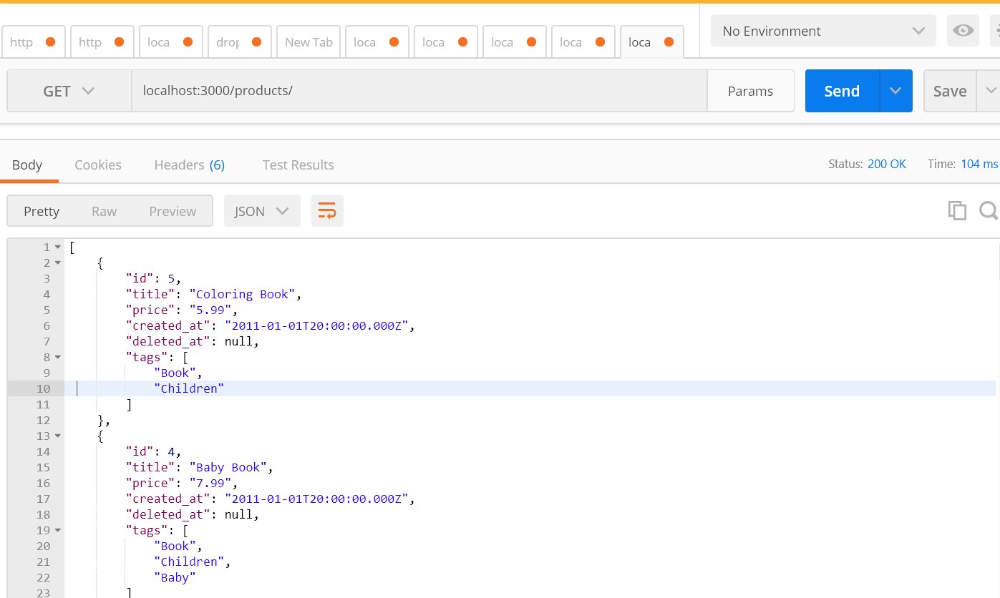 http http loca drop New Tab loca loca loca loca loca No Environment
GET localhost:3000/products/ Params Send Save
Body Cookies Headers (6) Test Results Status: 200 OK Time: 104 ms
Pretty Raw Preview JSON
1 [
2 {
3 "id": 5,
4 "title": "Coloring Book",
5 "price": "5.99",
6 "created_at": "2011-01-01T20:00:00.000Z",
7 "deleted_at": null,
8 "tags": [
9 "Book",
10 "Children"
11 ]
12 },
13 {
14 "id": 4,
15 "title": "Baby Book",
16 "price": "7.99",
17 "created_at": "2011-01-01T20:00:00.000Z",
18 "deleted_at": null,
19 "tags": [
20 "Book",
21 "Children",
22 "Baby"
23 ]